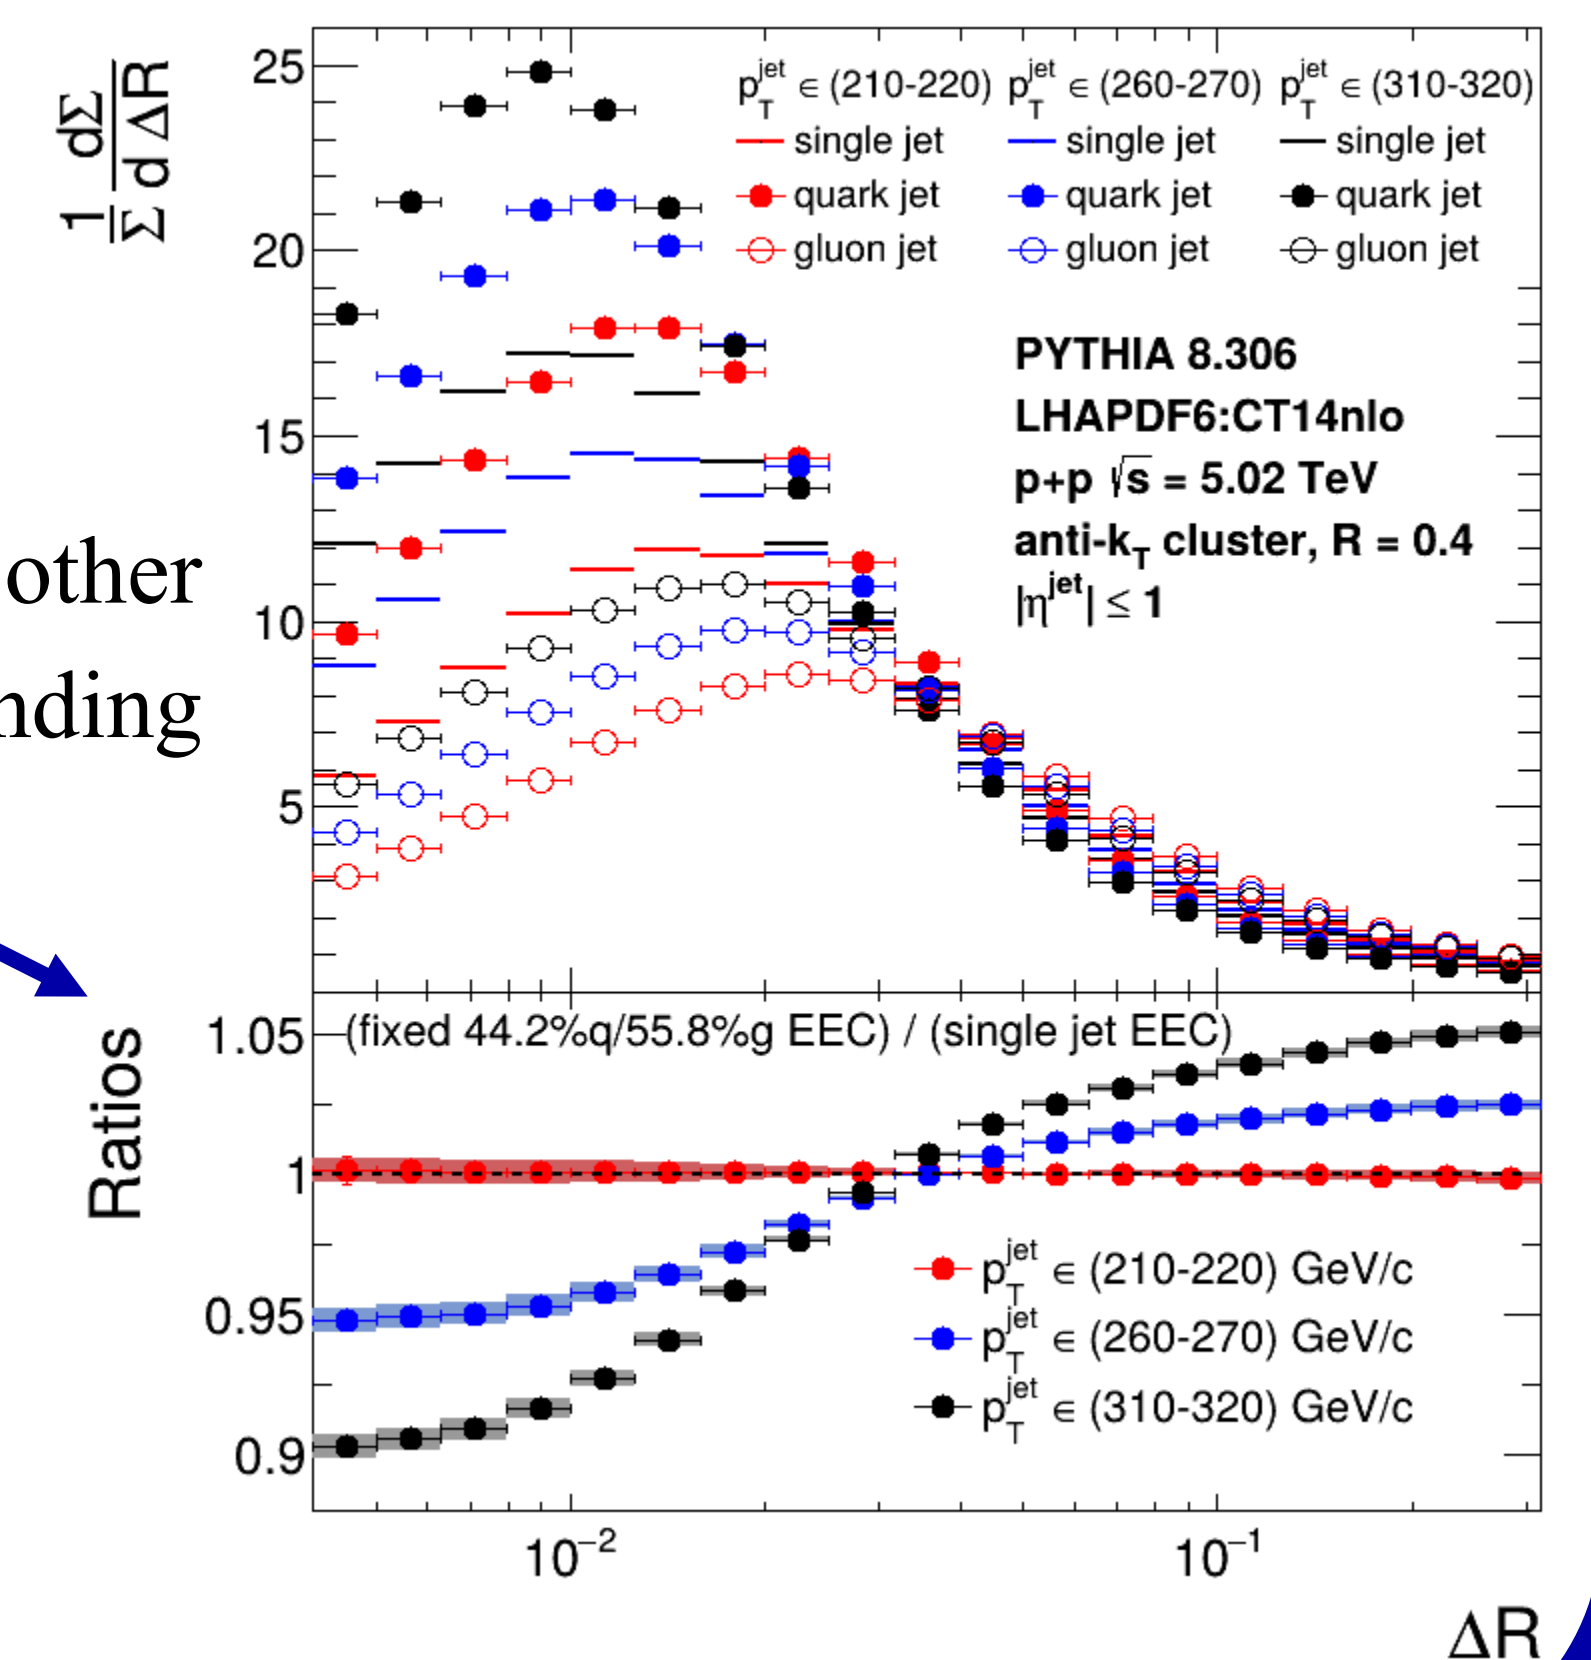 25
20
15
10
5
1/Σ dΣ/d ΔR
p_T^jet ∈ (210-220) p_T^jet ∈ (260-270) p_T^jet ∈ (310-320)
single jet single jet single jet
quark jet quark jet quark jet
gluon jet gluon jet gluon jet
PYTHIA 8.306
LHAPDF6:CT14nlo
p+p √s = 5.02 TeV
anti-k_T cluster, R = 0.4
|η^jet| ≤ 1
other
nding
Ratios
1.05
1
0.95
0.9
(fixed 44.2%q/55.8%g EEC) / (single jet EEC)
p_T^jet ∈ (210-220) GeV/c
p_T^jet ∈ (260-270) GeV/c
p_T^jet ∈ (310-320) GeV/c
10^−2 10^−1
ΔR